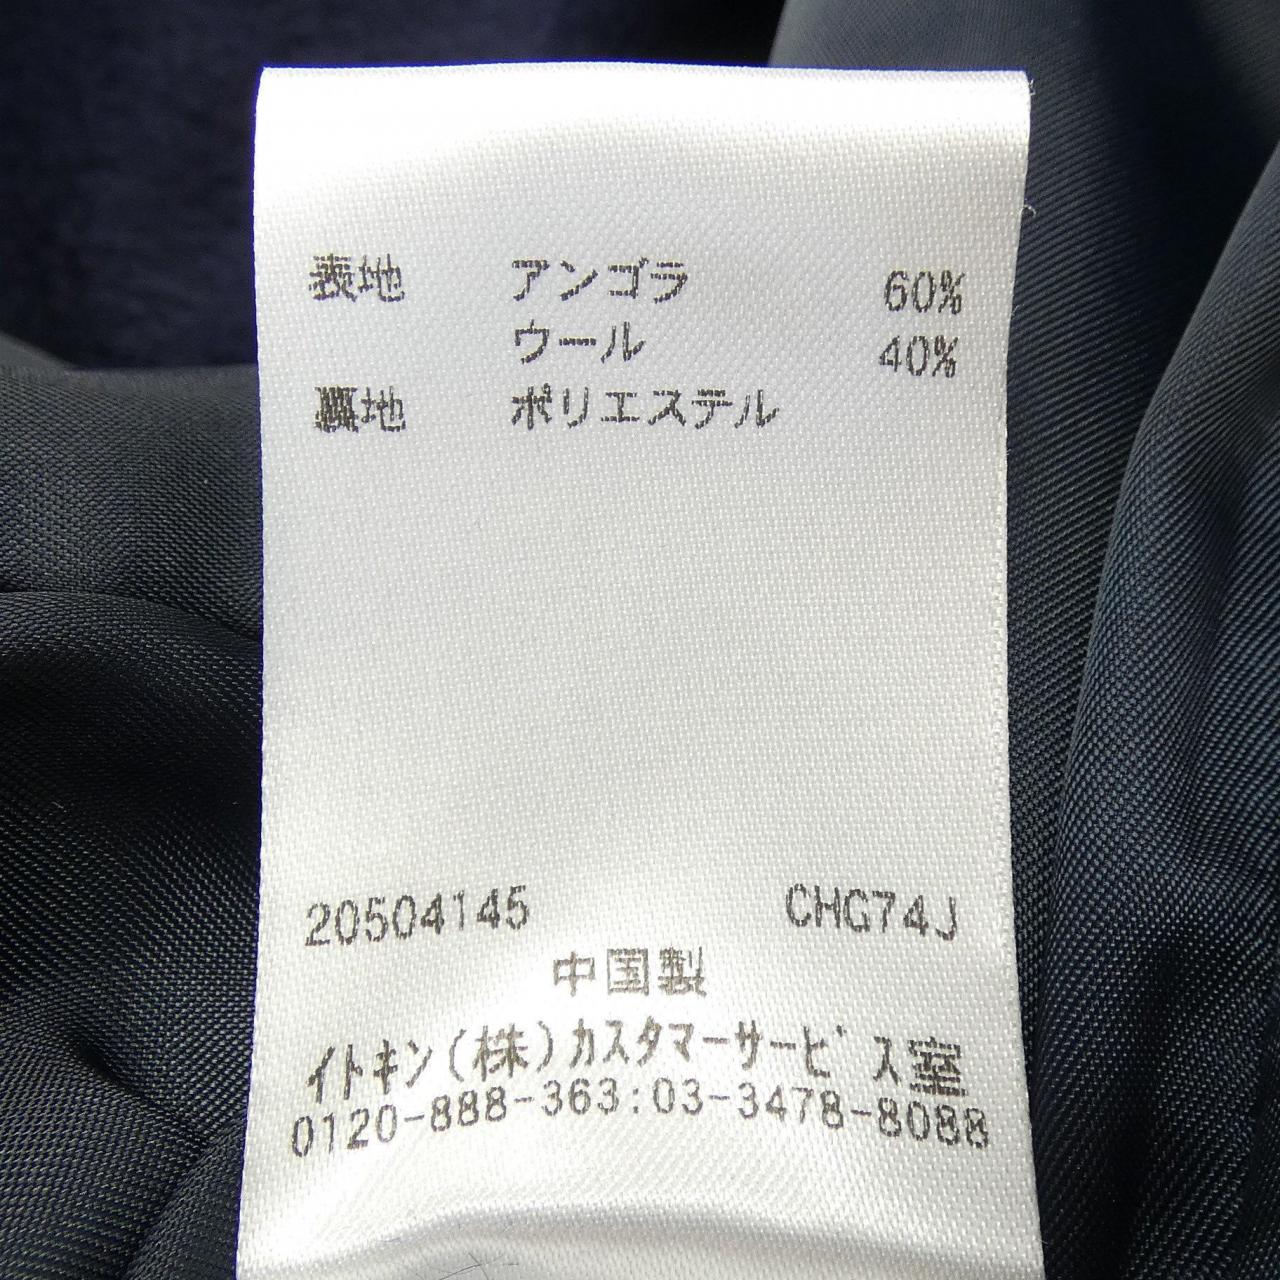 表地 アンゴラ 60%
ウール 40%
裏地 ポリエステル
20504145 CHG74J
中国製
イトキン(株)カスタマーサービス室
0120-888-363:03-3478-8088